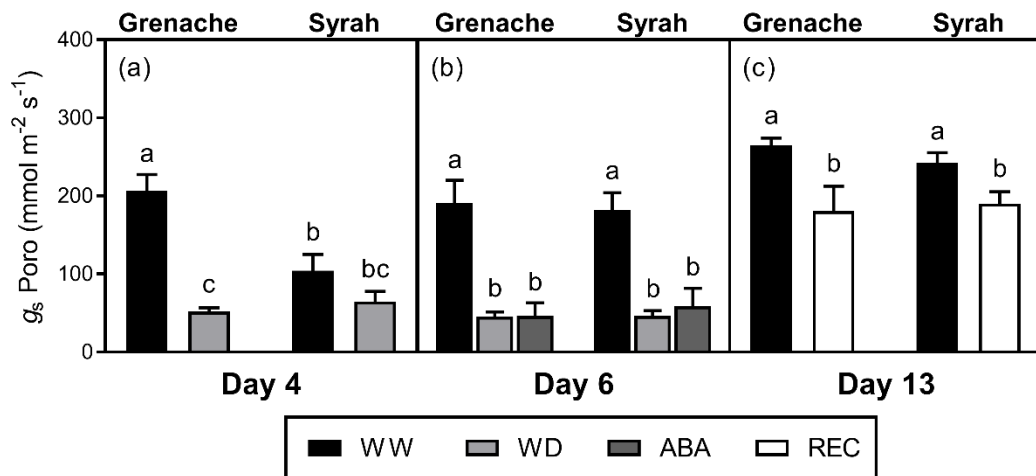 Grenache Syrah Grenache Syrah Grenache Syrah
400
300
200
100
0
gs Poro (mmol m⁻² s⁻¹)
(a) (b) (c)
a c b bc
a b b a b b
a b a b
Day 4 Day 6 Day 13
WW WD ABA REC